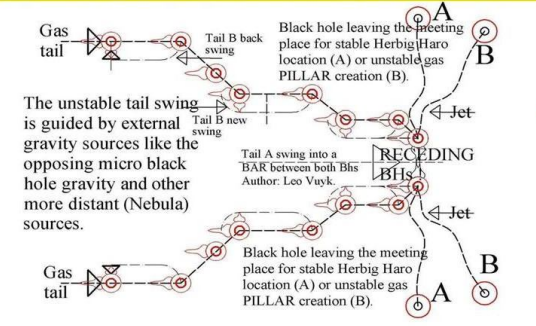 A
Gas
tail
Tail B back
swing
Black hole leaving the meeting
place for stable Herbig Haro
location (A) or unstable gas
PILLAR creation (B).
B
The unstable tail swing
is guided by external
gravity sources like the
opposing micro black
hole gravity and other
more distant (Nebula)
sources.
Tail B new
swing
Jet
Tail A swing into a
BAR between both Bhs
Author: Leo Vuyk.
RECEDING
BHs
Jet
Black hole leaving the meeting
place for stable Herbig Haro
location (A) or unstable gas
PILLAR creation (B).
Gas
tail
A
B